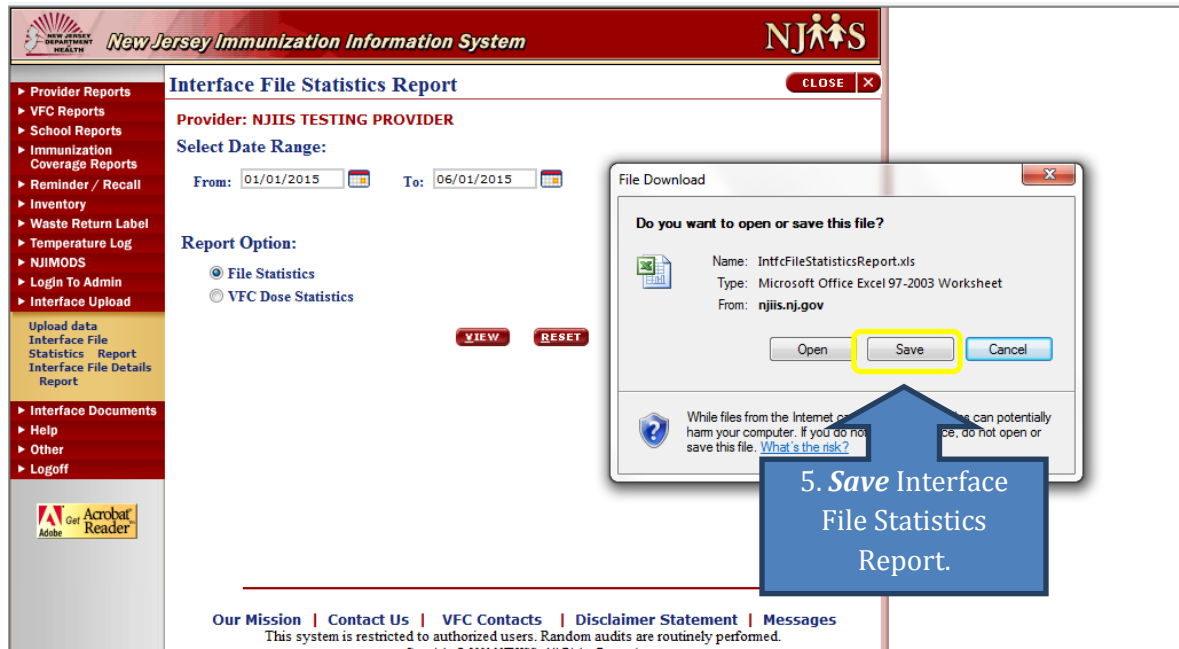 NEW JERSEY
DEPARTMENT
HEALTH
New Jersey Immunization Information System
NJIIS
Provider Reports
VFC Reports
School Reports
Immunization
Coverage Reports
Reminder / Recall
Inventory
Waste Return Label
Temperature Log
NJIMODS
Login To Admin
Interface Upload
Upload data
Interface File
Statistics Report
Interface File Details
Report
Interface Documents
Help
Other
Logoff
Adobe
Get Acrobat
Reader
Interface File Statistics Report
CLOSE X
Provider: NJIIS TESTING PROVIDER
Select Date Range:
From: 01/01/2015 To: 06/01/2015
Report Option:
File Statistics
VFC Dose Statistics
VIEW RESET
File Download
Do you want to open or save this file?
Name: IntfcFileStatisticsReport.xls
Type: Microsoft Office Excel 97-2003 Worksheet
From: njiis.nj.gov
Open Save Cancel
While files from the Internet can potentially
harm your computer. If you do not ce, do not open or
save this file. What's the risk?
5. Save Interface
File Statistics
Report.
Our Mission | Contact Us | VFC Contacts | Disclaimer Statement | Messages
This system is restricted to authorized users. Random audits are routinely performed.